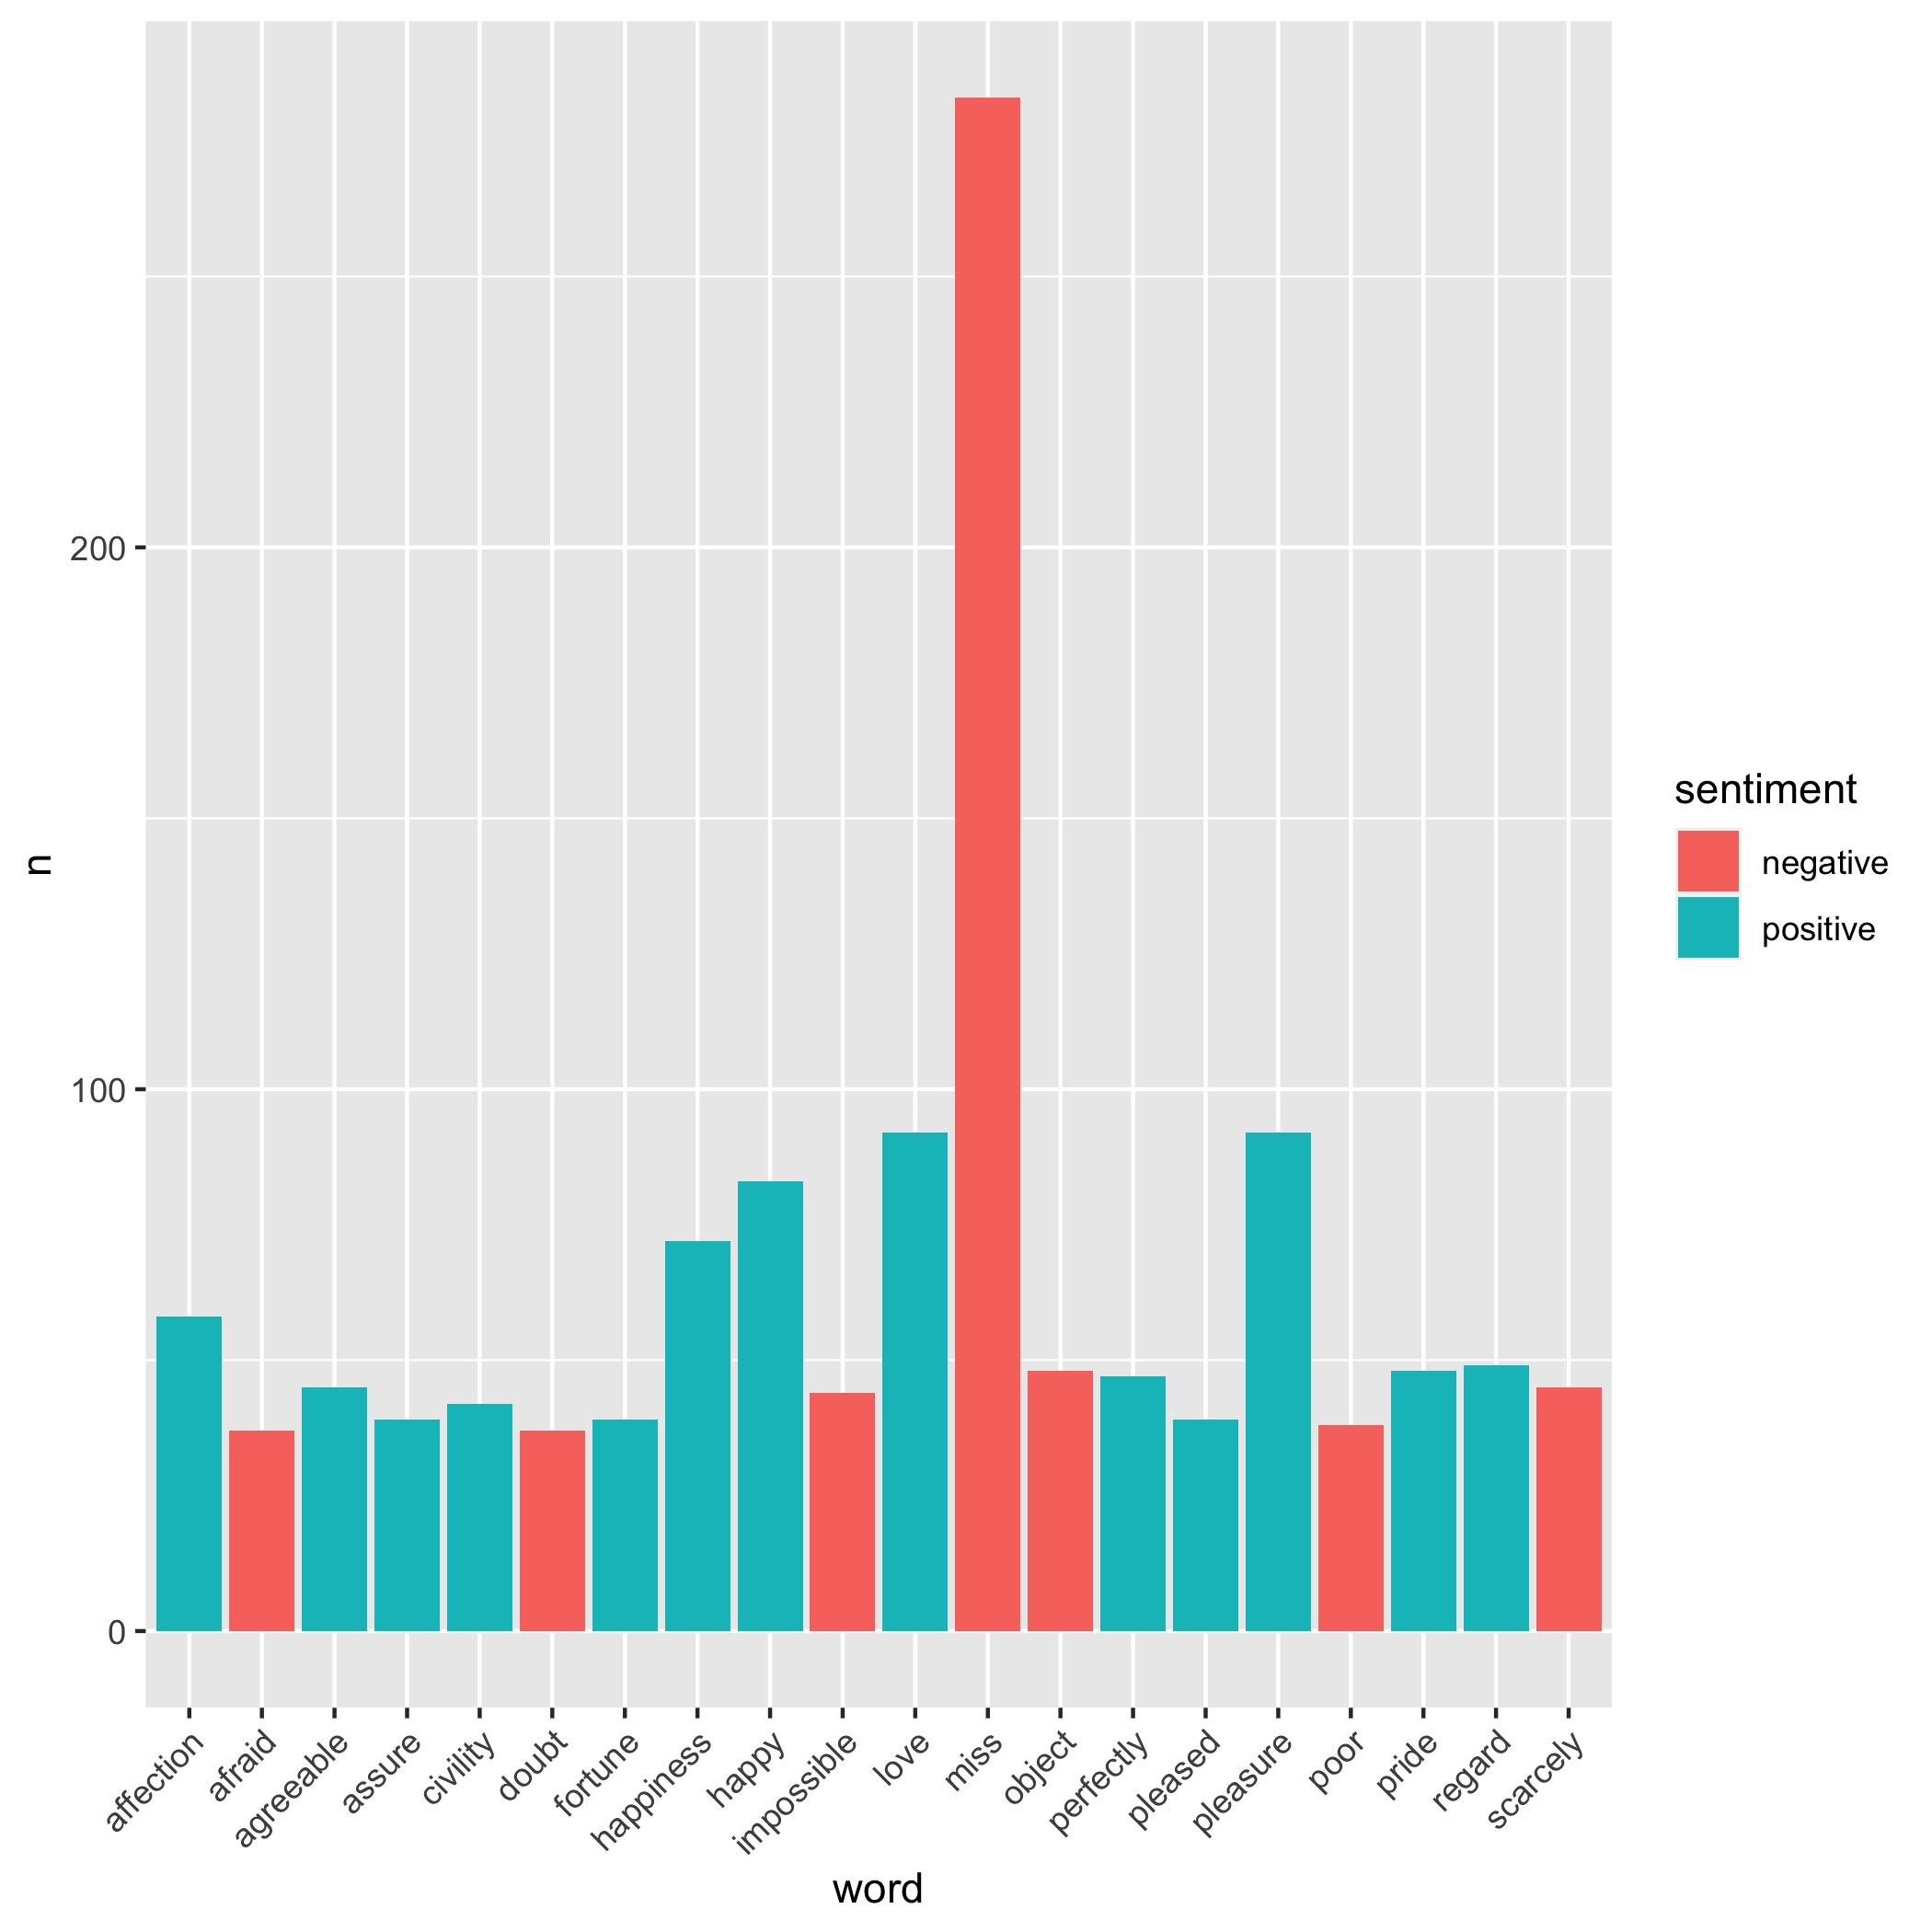 n
200
100
0
affection
afraid
agreeable
assure
civility
doubt
fortune
happiness
happy
impossible
love
miss
object
perfectly
pleased
pleasure
poor
pride
regard
scarcely
word
sentiment
negative
positive